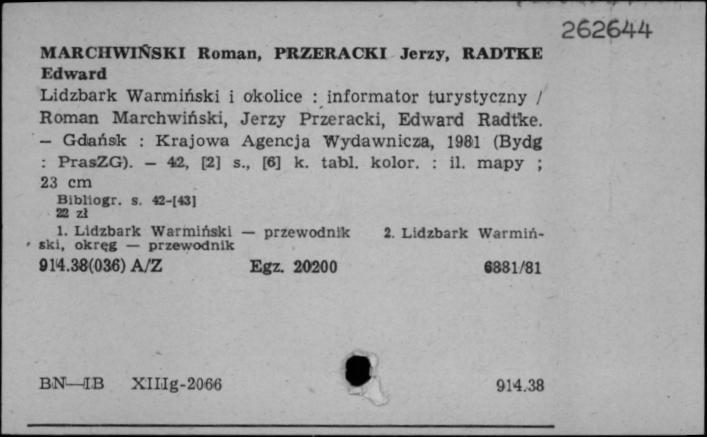 262644
MARCHWIŃSKI Roman, PRZERACKI Jerzy, RADTKE
Edward
Lidzbark Warmiński i okolice : informator turystyczny /
Roman Marchwiński, Jerzy Przeracki, Edward Radtke.
— Gdańsk : Krajowa Agencja Wydawnicza, 1981 (Bydg
: PrasZG). — 42, [2] s., [6] k. tabl. kolor. : il. mapy ;
23 cm
Bibliogr. s. 42-[43]
22 zł
1. Lidzbark Warmiński — przewodnik 2. Lidzbark Warmiń-
ski, okręg — przewodnik
914.38(036) A/Z Egz. 20200 6881/81
BN—IB XIIIg-2066 914.38